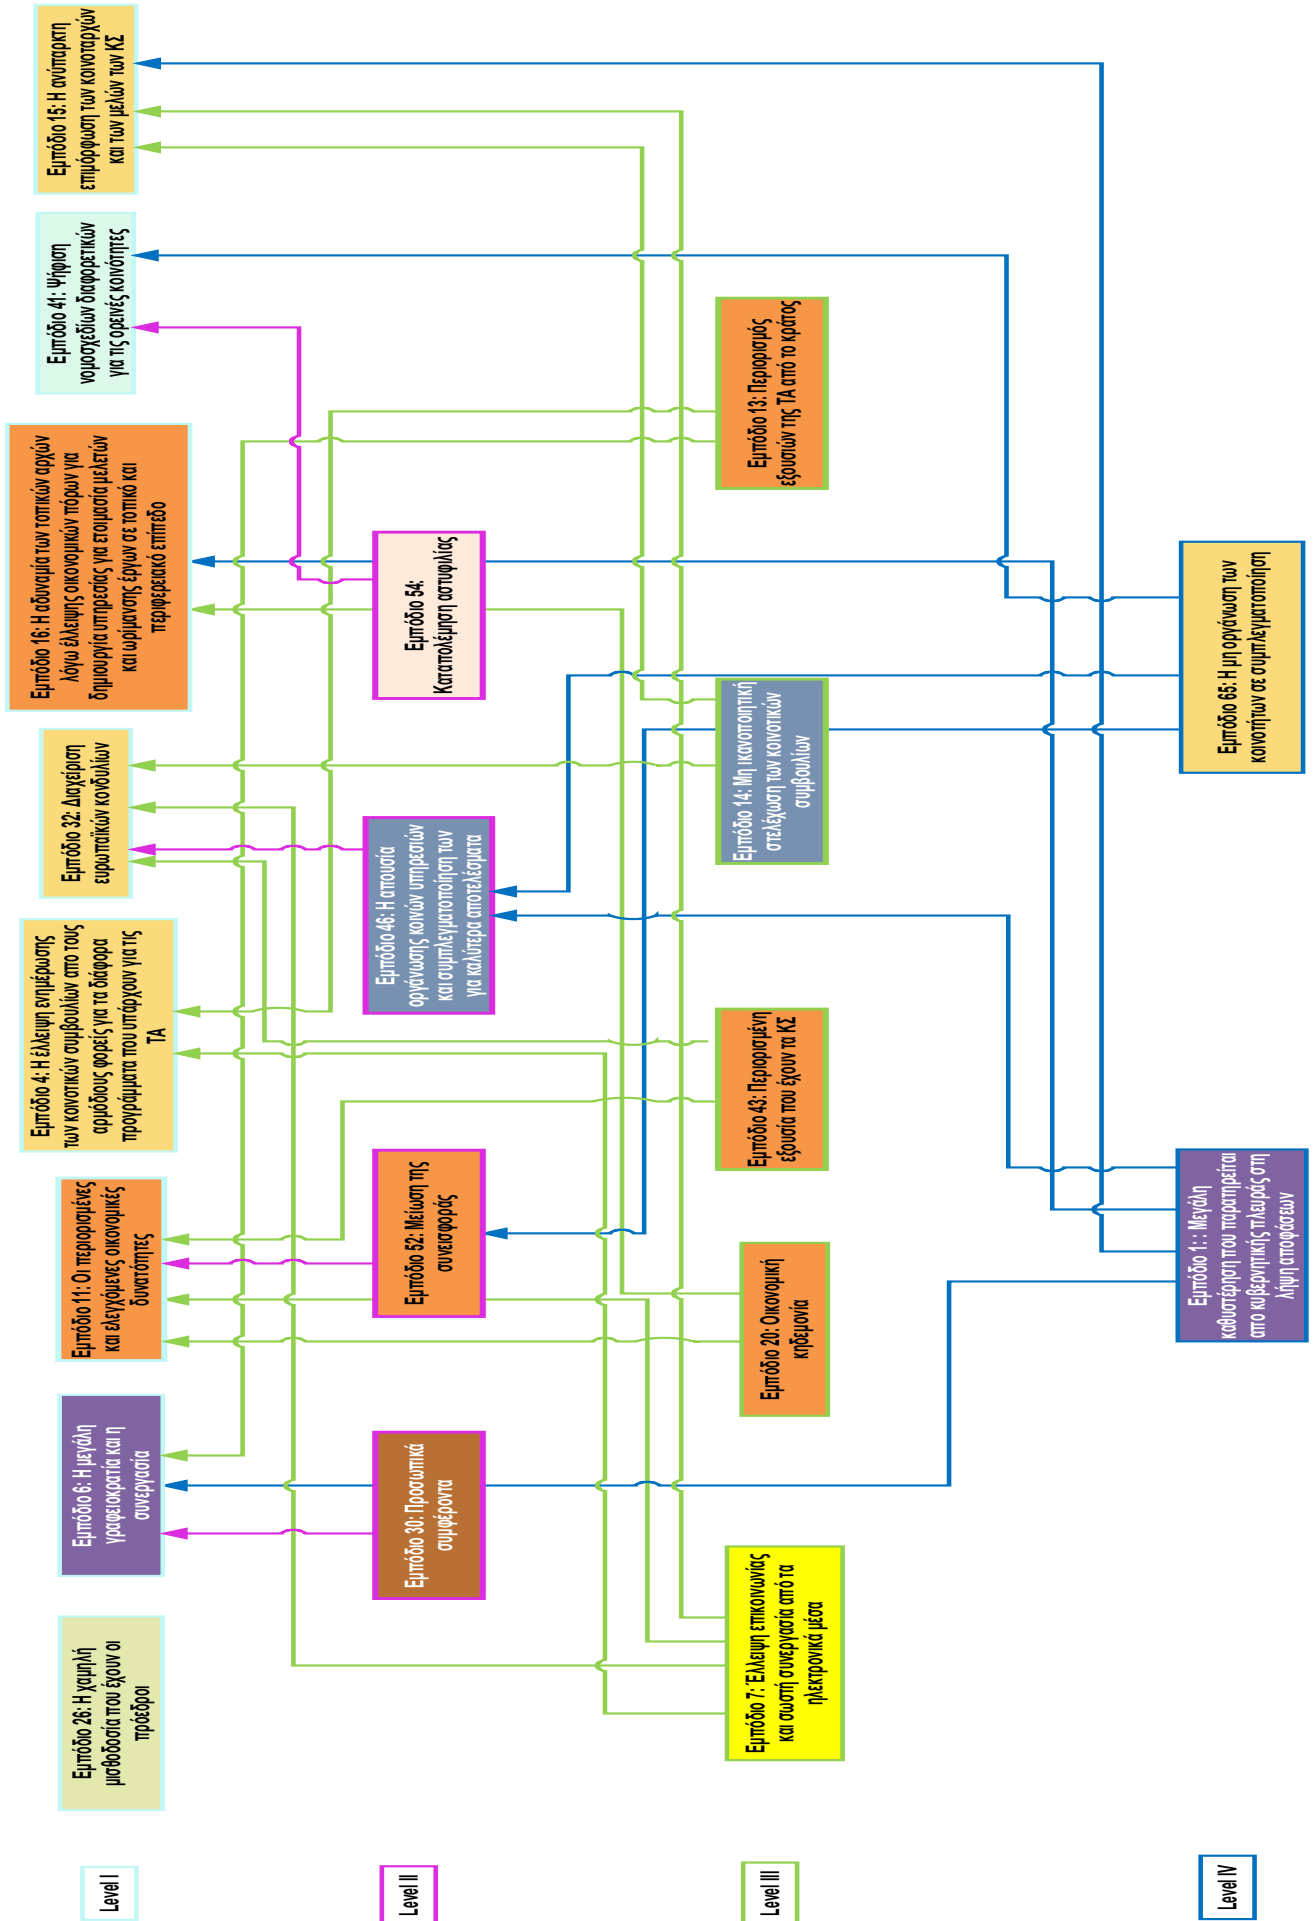 Level I
Εμπόδιο 26: Η χαμηλή
μισθοδοσία που έχουν οι
πρόεδροι
Εμπόδιο 6: Η μεγάλη
γραφειοκρατία και η
συνεργασία
Εμπόδιο 11: Οι περιορισμένες
και ελεγχόμενες οικονομικές
δυνατότητες
Εμπόδιο 4: Η έλλειψη ενημέρωσης
των κοινοτικών συμβουλίων απο τους
αρμόδιους φορείς για τα διάφορα
προγράμματα που υπάρχουν για τις
ΤΑ
Εμπόδιο 32: Διαχείριση
ευρωπαϊκών κονδυλίων
Εμπόδιο 16: Η αδυναμία των τοπικών αρχών
λόγω έλλειψης οικονομικών πόρων για
δημιουργία υπηρεσίας για ετοιμασία μελετών
και ωρίμανσης έργων σε τοπικό και
περιφερειακό επίπεδο
Εμπόδιο 41: Ψήφιση
νομοσχεδίων διαφορετικών
για τις ορεινές κοινότητες
Εμπόδιο 15: Η ανύπαρκτη
επιμόρφωση των κοινοταρχών
και των μελών των ΚΣ
Level II
Εμπόδιο 30: Προσωπικά
συμφέροντα
Εμπόδιο 52: Μείωση της
συνεισφοράς
Εμπόδιο 46: Η απουσία
οργάνωσης κοινών υπηρεσιών
και συμπλεγματοποίηση των
για καλύτερα αποτελέσματα
Εμπόδιο 54:
Καταπολέμηση αστυφιλίας
Level III
Εμπόδιο 7: Έλλειψη επικοινωνίας
και σωστή συνεργασία από τα
ηλεκτρονικά μέσα
Εμπόδιο 20: Οικονομική
κηδεμονία
Εμπόδιο 43: Περιορισμένη
εξουσία που έχουν τα ΚΣ
Εμπόδιο 14: Μη ικανοποιητική
στελέχωση των κοινοτικών
συμβουλίων
Εμπόδιο 13: Περιορισμός
εξουσιών της ΤΑ από το κράτος
Level IV
Εμπόδιο 1: : Μεγάλη
καθυστέρηση που παρατηρείται
απο κυβερνητικής πλευράς στη
λήψη αποφάσεων
Εμπόδιο 65: Η μη οργάνωση των
κοινοτήτων σε συμπλεγματοποίηση